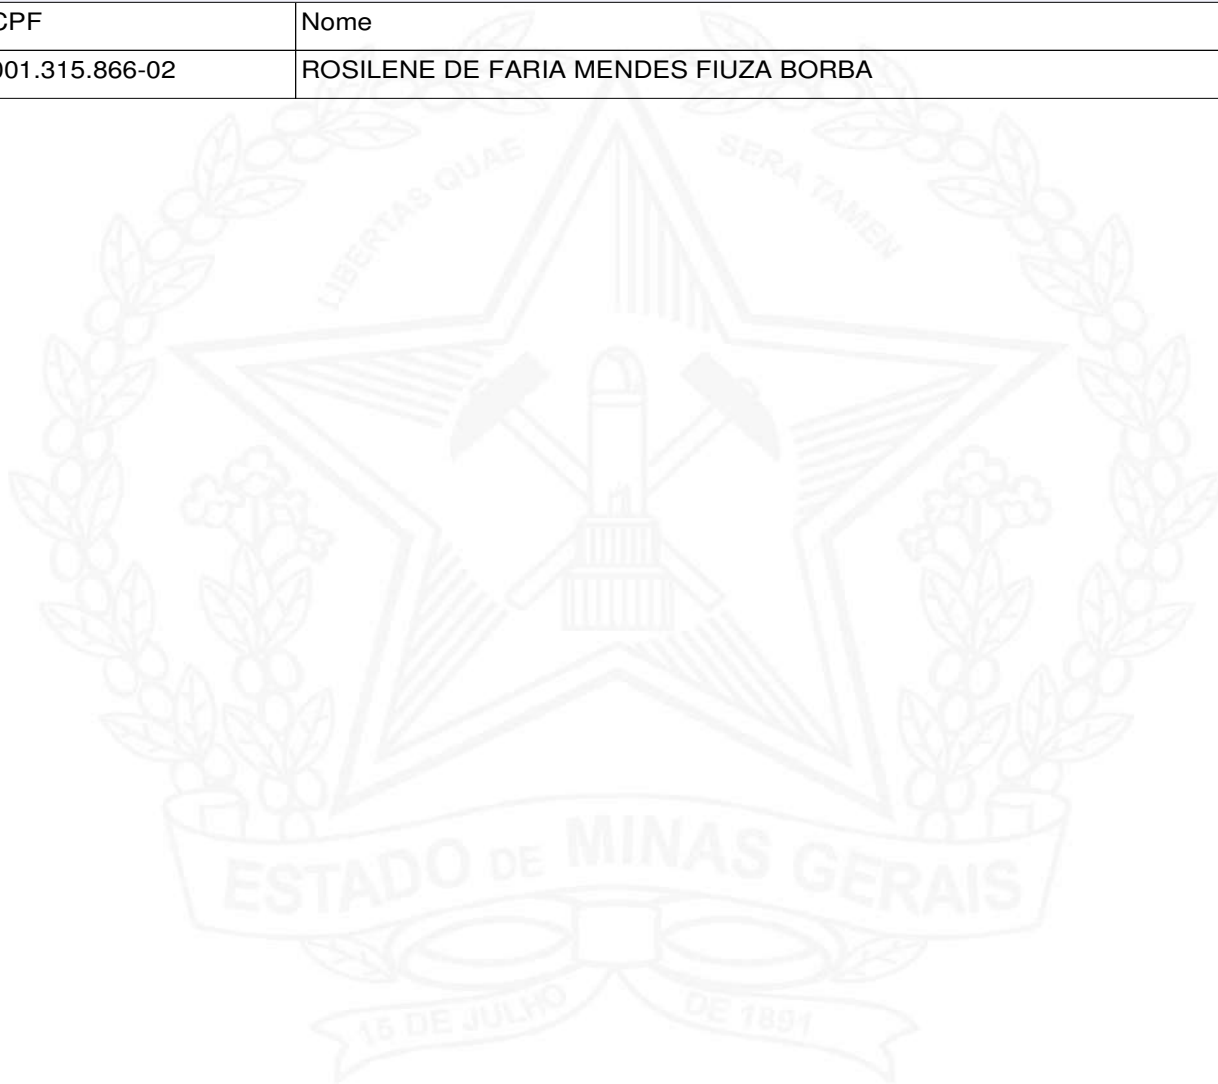 CPF Nome
001.315.866-02 ROSILENE DE FARIA MENDES FIUZA BORBA
LIBERTAS QUAE SERA TAMEN
ESTADO DE MINAS GERAIS
15 DE JULHO DE 1891